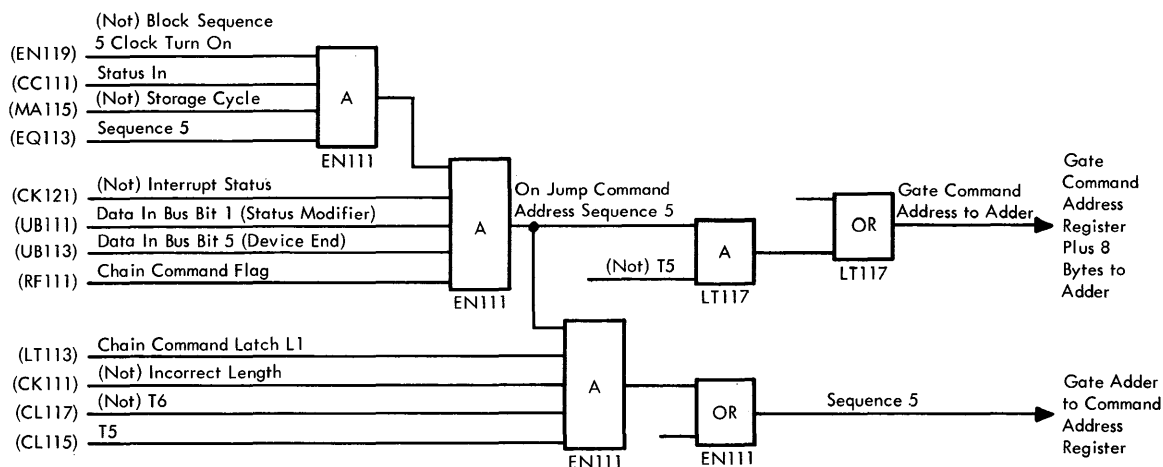 (Not) Block Sequence
5 Clock Turn On
(EN119)
(CC111) Status In
(MA115) (Not) Storage Cycle
(EQ113) Sequence 5
A
EN111
(CK121) (Not) Interrupt Status
(UB111) Data In Bus Bit 1 (Status Modifier)
(UB113) Data In Bus Bit 5 (Device End)
(RF111) Chain Command Flag
A
EN111
On Jump Command
Address Sequence 5
(Not) T5
A
LT117
OR
LT117
Gate Command
Address to Adder
Gate
Command
Address
Register
Plus 8
Bytes to
Adder
(LT113) Chain Command Latch L1
(CK111) (Not) Incorrect Length
(CL117) (Not) T6
(CL115) T5
A
EN111
OR
EN111
Sequence 5
Gate Adder
to Command
Address
Register